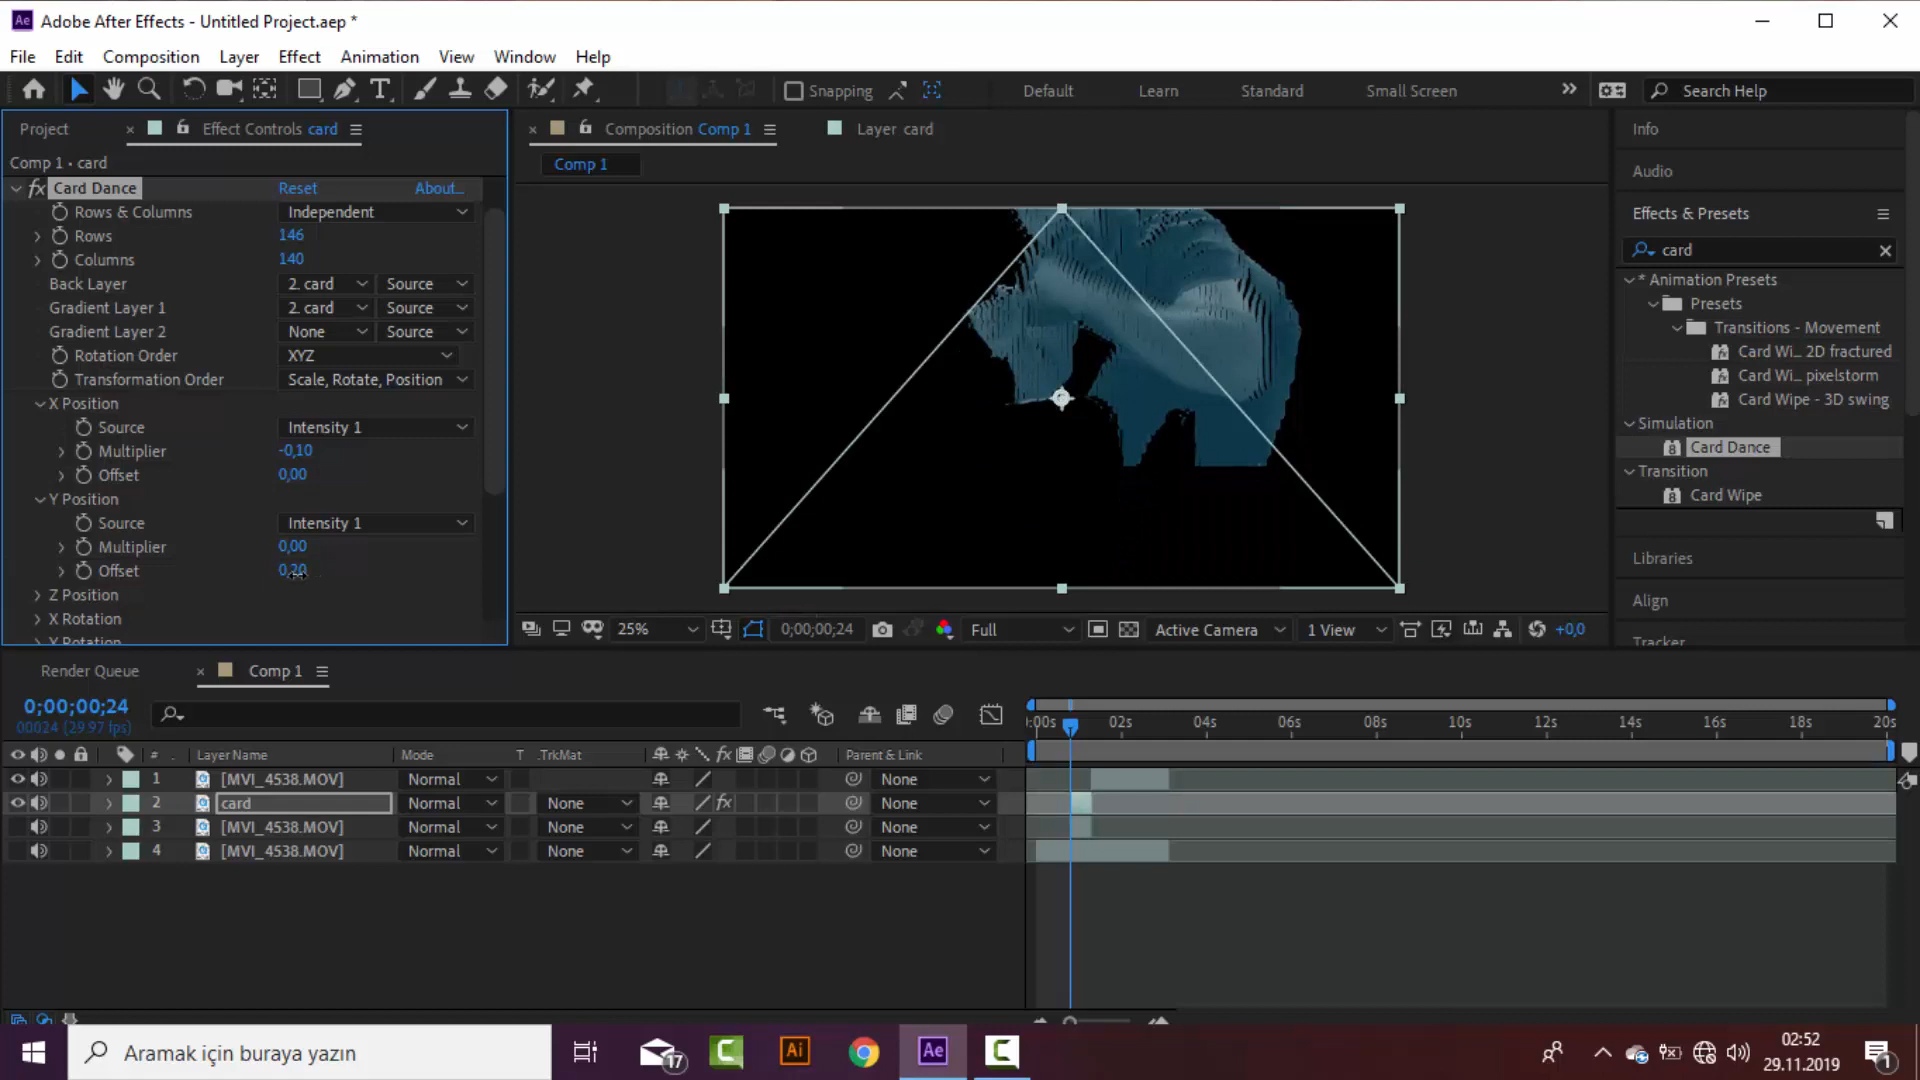 Ae Adobe After Effects - Untitled Project.aep *
File Edit Composition Layer Effect Animation View Window Help
Snapping Default Learn Standard Small Screen Search Help
Project Effect Controls card
Comp 1 • card
fx Card Dance Reset About...
Rows & Columns Independent
Rows 146
Columns 140
Back Layer 2. card Source
Gradient Layer 1 2. card Source
Gradient Layer 2 None Source
Rotation Order XYZ
Transformation Order Scale, Rotate, Position
X Position
Source Intensity 1
Multiplier -0,10
Offset 0,00
Y Position
Source Intensity 1
Multiplier 0,00
Offset 0,20
Z Position
X Rotation
Y Rotation
Composition Comp 1 Layer card
Comp 1
25% 0;00;00;24 Full Active Camera 1 View +0,0
Info
Audio
Effects & Presets
card
* Animation Presets
Presets
Transitions - Movement
Card Wi... 2D fractured
Card Wi... pixelstorm
Card Wipe - 3D swing
Simulation
8 Card Dance
Transition
8 Card Wipe
Libraries
Align
Tracker
Render Queue Comp 1
0;00;00;24
00024 (29.97 fps)
:00s 02s 04s 06s 08s 10s 12s 14s 16s 18s 20s
# Layer Name Mode T .TrkMat fx Parent & Link
1 [MVI_4538.MOV] Normal None
2 card Normal None fx None
3 [MVI_4538.MOV] Normal None None
4 [MVI_4538.MOV] Normal None None
Aramak için buraya yazın 17 Ai Ae 02:52
29.11.2019 1